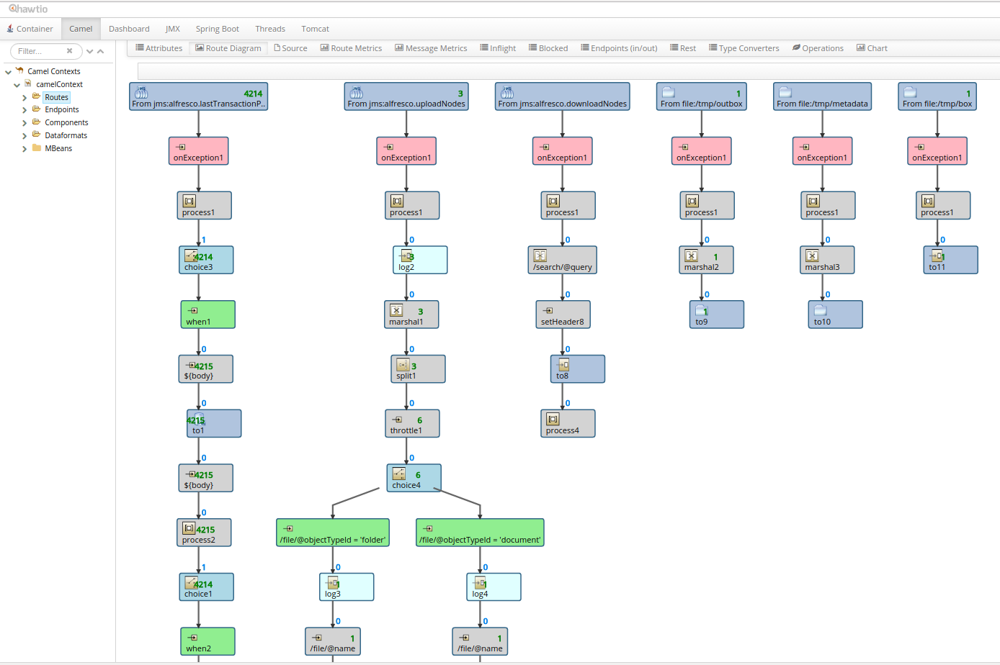 hawtio
Container Camel Dashboard JMX Spring Boot Threads Tomcat
Filter...
Attributes Route Diagram Source Route Metrics Message Metrics Inflight Blocked Endpoints (in/out) Rest Type Converters Operations Chart
Camel Contexts
camelContext
Routes
Endpoints
Components
Dataformats
MBeans
JMS 4214
From jms:alfresco.lastTransactionP..
onException1
process1
1
4214
choice3
when1
0
4215
${body}
0
4215
to1
0
4215
${body}
0
4215
process2
1
4214
choice1
when2
JMS 3
From jms:alfresco.uploadNodes
onException1
process1
0
3
log2
0
3
marshal1
0
3
split1
0
6
throttle1
0
6
choice4
/file/@objectTypeId = 'folder'
0
1
log3
0
1
/file/@name
/file/@objectTypeId = 'document'
0
1
log4
0
1
/file/@name
JMS
From jms:alfresco.downloadNodes
onException1
process1
0
/search/@query
0
setHeader8
0
to8
0
process4
1
From file:/tmp/outbox
onException1
process1
0
1
marshal2
0
1
to9
From file:/tmp/metadata
onException1
process1
0
marshal3
0
to10
1
From file:/tmp/box
onException1
process1
0
1
to11